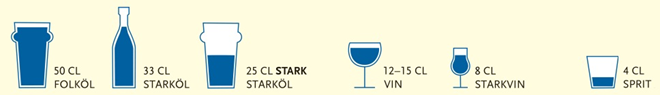 50 CL
FOLKÖL
33 CL
STARKÖL
25 CL STARK
STARKÖL
12–15 CL
VIN
8 CL
STARKVIN
4 CL
SPRIT